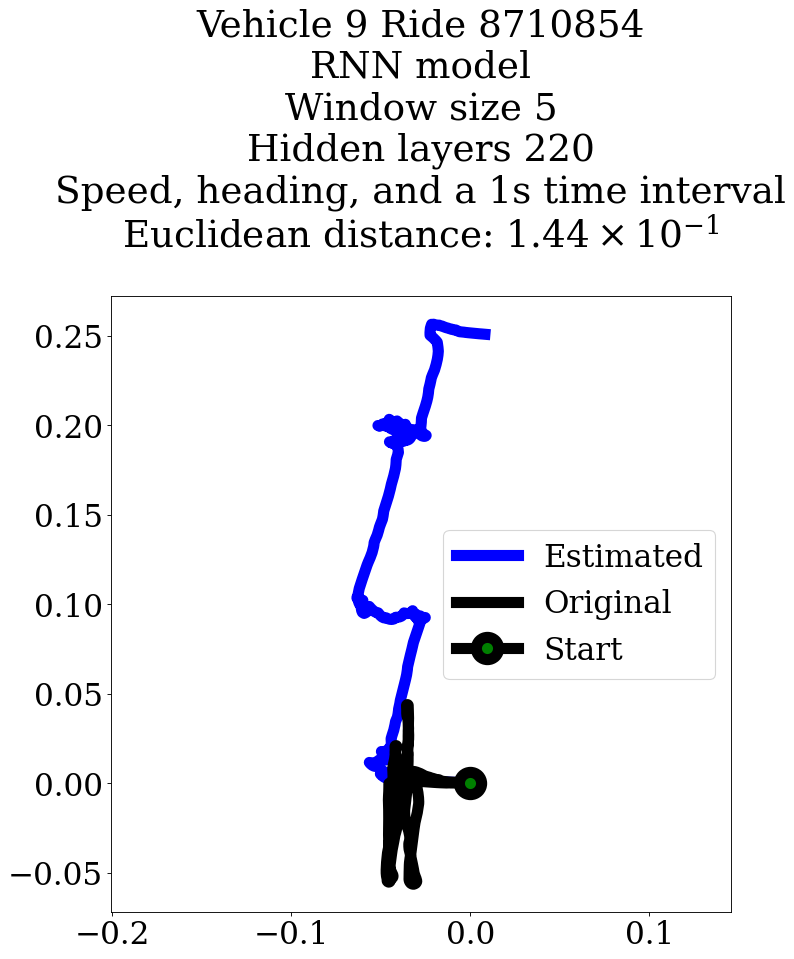 Vehicle 9 Ride 8710854
RNN model
Window size 5
Hidden layers 220
Speed, heading, and a 1s time interval
Euclidean distance: 1.44 × 10⁻¹
0.25
0.20
0.15
0.10
0.05
0.00
−0.05
Estimated
Original
Start
−0.2
−0.1
0.0
0.1